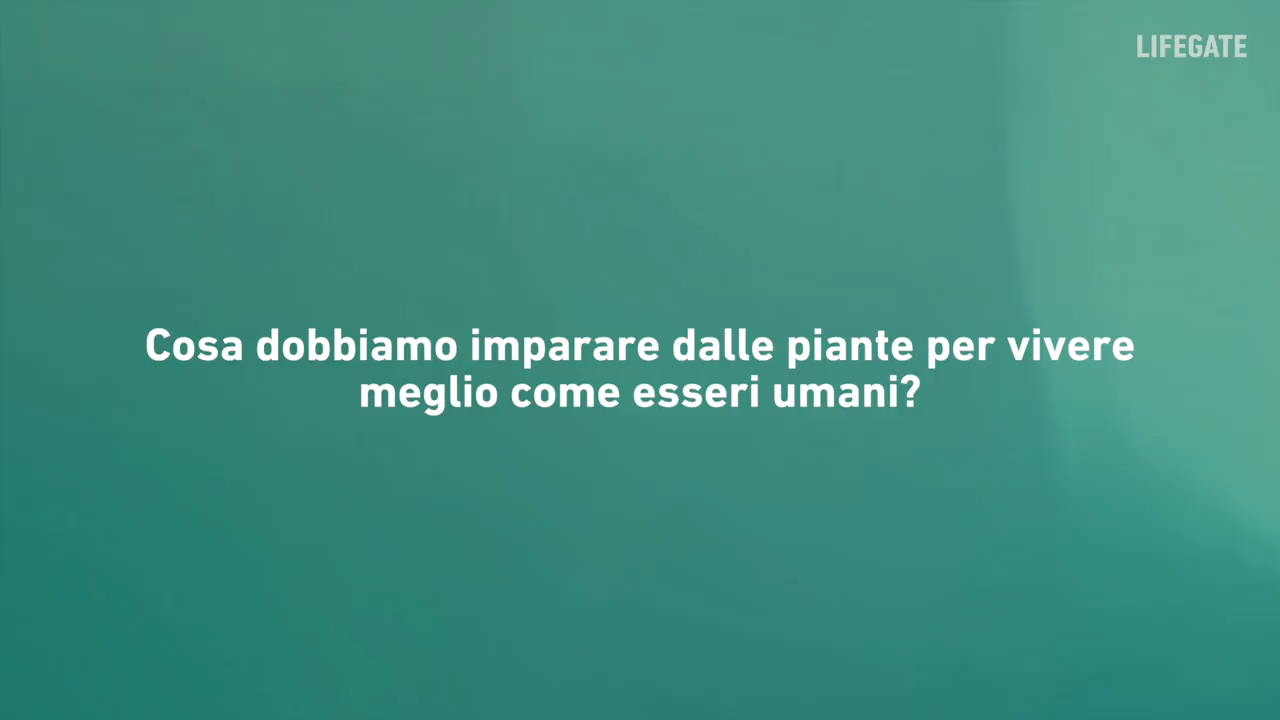 LIFEGATE
Cosa dobbiamo imparare dalle piante per vivere
meglio come esseri umani?